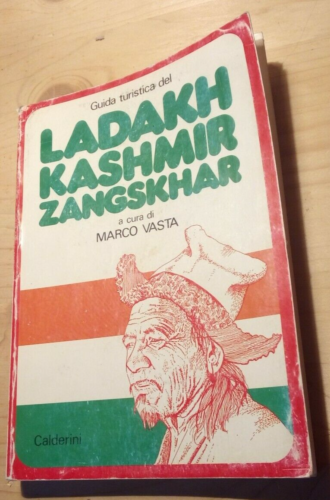 Guida turistica del
LADAKH
KASHMIR
ZANGSKHAR
a cura di
MARCO VASTA
Calderini